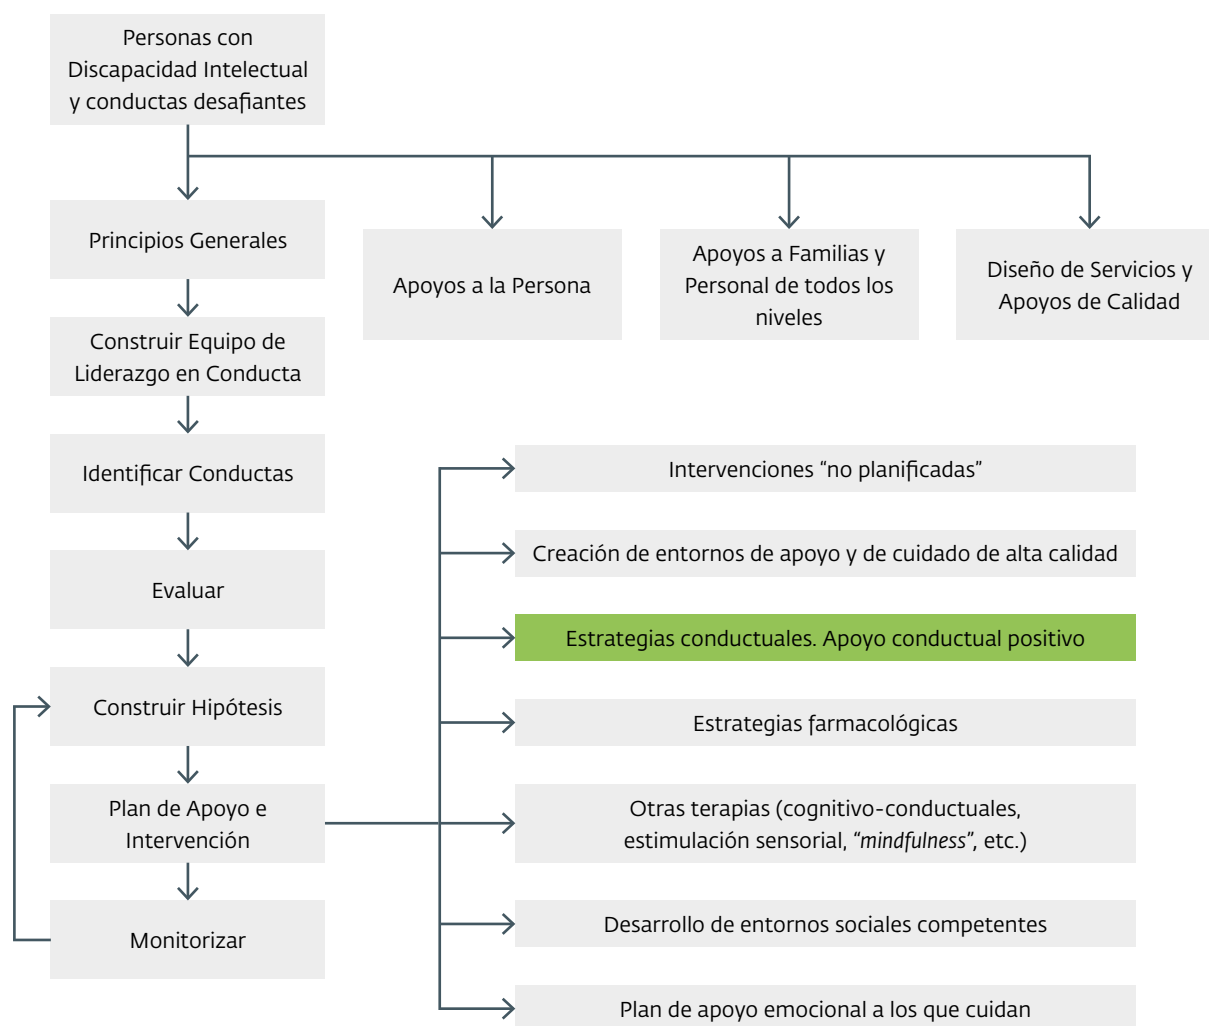 Personas con
Discapacidad Intelectual
y conductas desafiantes
Principios Generales
Apoyos a la Persona
Apoyos a Familias y
Personal de todos los
niveles
Diseño de Servicios y
Apoyos de Calidad
Construir Equipo de
Liderazgo en Conducta
Identificar Conductas
Evaluar
Construir Hipótesis
Plan de Apoyo e
Intervención
Monitorizar
Intervenciones “no planificadas”
Creación de entornos de apoyo y de cuidado de alta calidad
Estrategias conductuales. Apoyo conductual positivo
Estrategias farmacológicas
Otras terapias (cognitivo-conductuales,
estimulación sensorial, “mindfulness”, etc.)
Desarrollo de entornos sociales competentes
Plan de apoyo emocional a los que cuidan